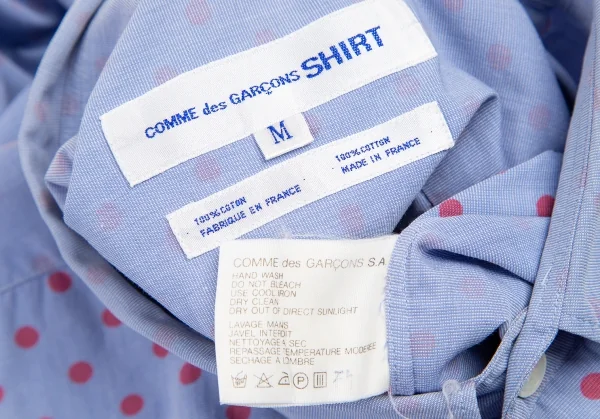 COMME des GARÇONS SHIRT
M
100%COTON
FABRIQUE EN FRANCE
100%COTTON
MADE IN FRANCE
COMME des GARÇONS S.A
HAND WASH
DO NOT BLEACH
USE COOL IRON
DRY CLEAN
DRY OUT OF DIRECT SUNLIGHT
LAVAGE MAINS
JAVEL INTERDIT
NETTOYAGE A SEC
REPASSAGE TEMPERATURE MODEREE
SECHAGE A L'OMBRE
P